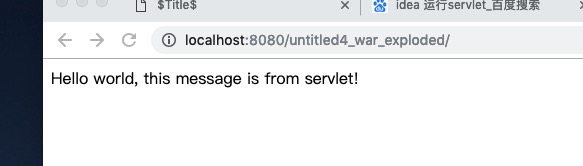 $Title$
idea 运行servlet_百度搜索
localhost:8080/untitled4_war_exploded/
Hello world, this message is from servlet!